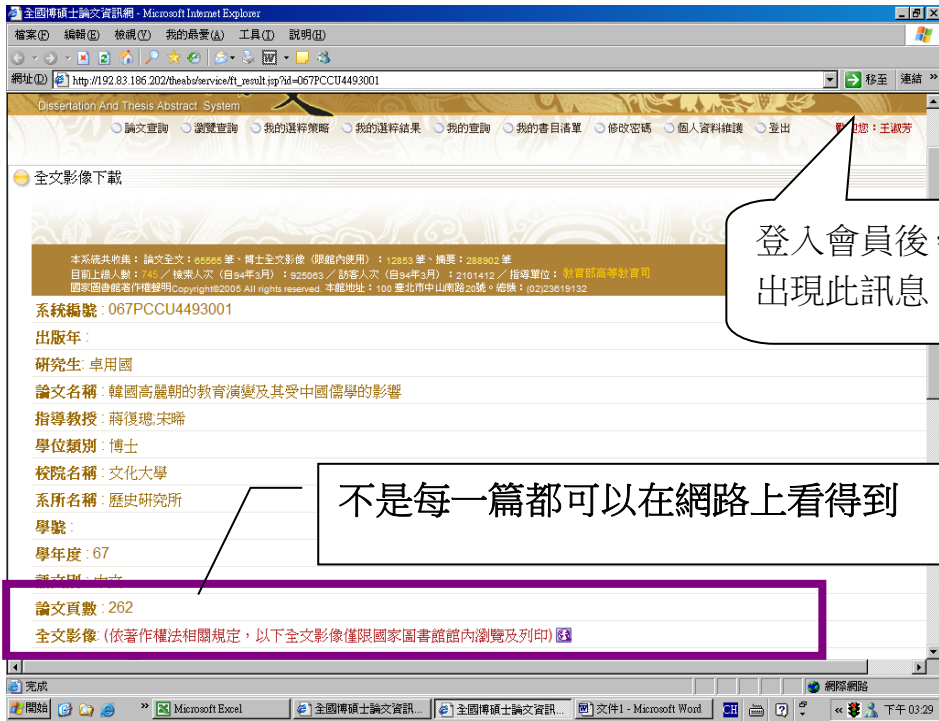 全國博碩士論文資訊網 - Microsoft Internet Explorer
檔案(F) 編輯(E) 檢視(V) 我的最愛(A) 工具(T) 說明(H)
網址(D) http://192.83.186.202/theabs/service/ft_result.jsp?id=067PCCU4493001 移至 連結 »
Dissertation And Thesis Abstract System
論文查詢 瀏覽查詢 我的選粹策略 我的選粹結果 我的查詢 我的書目清單 修改密碼 個人資料維護 登出 您：王淑芳
全文影像下載
登入會員後
出現此訊息
本系統共收集：論文全文：65565 筆、博士全文影像（限館內使用）：12853 筆、摘要：288902 筆
目前上線人數：745 ／ 檢索人次（自94年3月）：925063 ／ 訪客人次（自94年3月）：2101412 ／ 指導單位： 教育部高等教育司
國家圖書館著作權聲明Copyright©2005 All rights reserved. 本館地址：100 臺北市中山南路20號。總機：(02)23619132
系統編號 : 067PCCU4493001
出版年 :
研究生: 卓用國
論文名稱 : 韓國高麗朝的教育演變及其受中國儒學的影響
指導教授 : 蔣復璁;宋晞
學位類別 : 博士
校院名稱 : 文化大學
系所名稱 : 歷史研究所
不是每一篇都可以在網路上看得到
學號 :
學年度 : 67
語文別 : 中文
論文頁數 : 262
全文影像: (依著作權法相關規定，以下全文影像僅限國家圖書館館內瀏覽及列印)
完成 網際網路
開始 » Microsoft Excel 全國博碩士論文資訊... 全國博碩士論文資訊... 文件1 - Microsoft Word CH « 下午 03:29